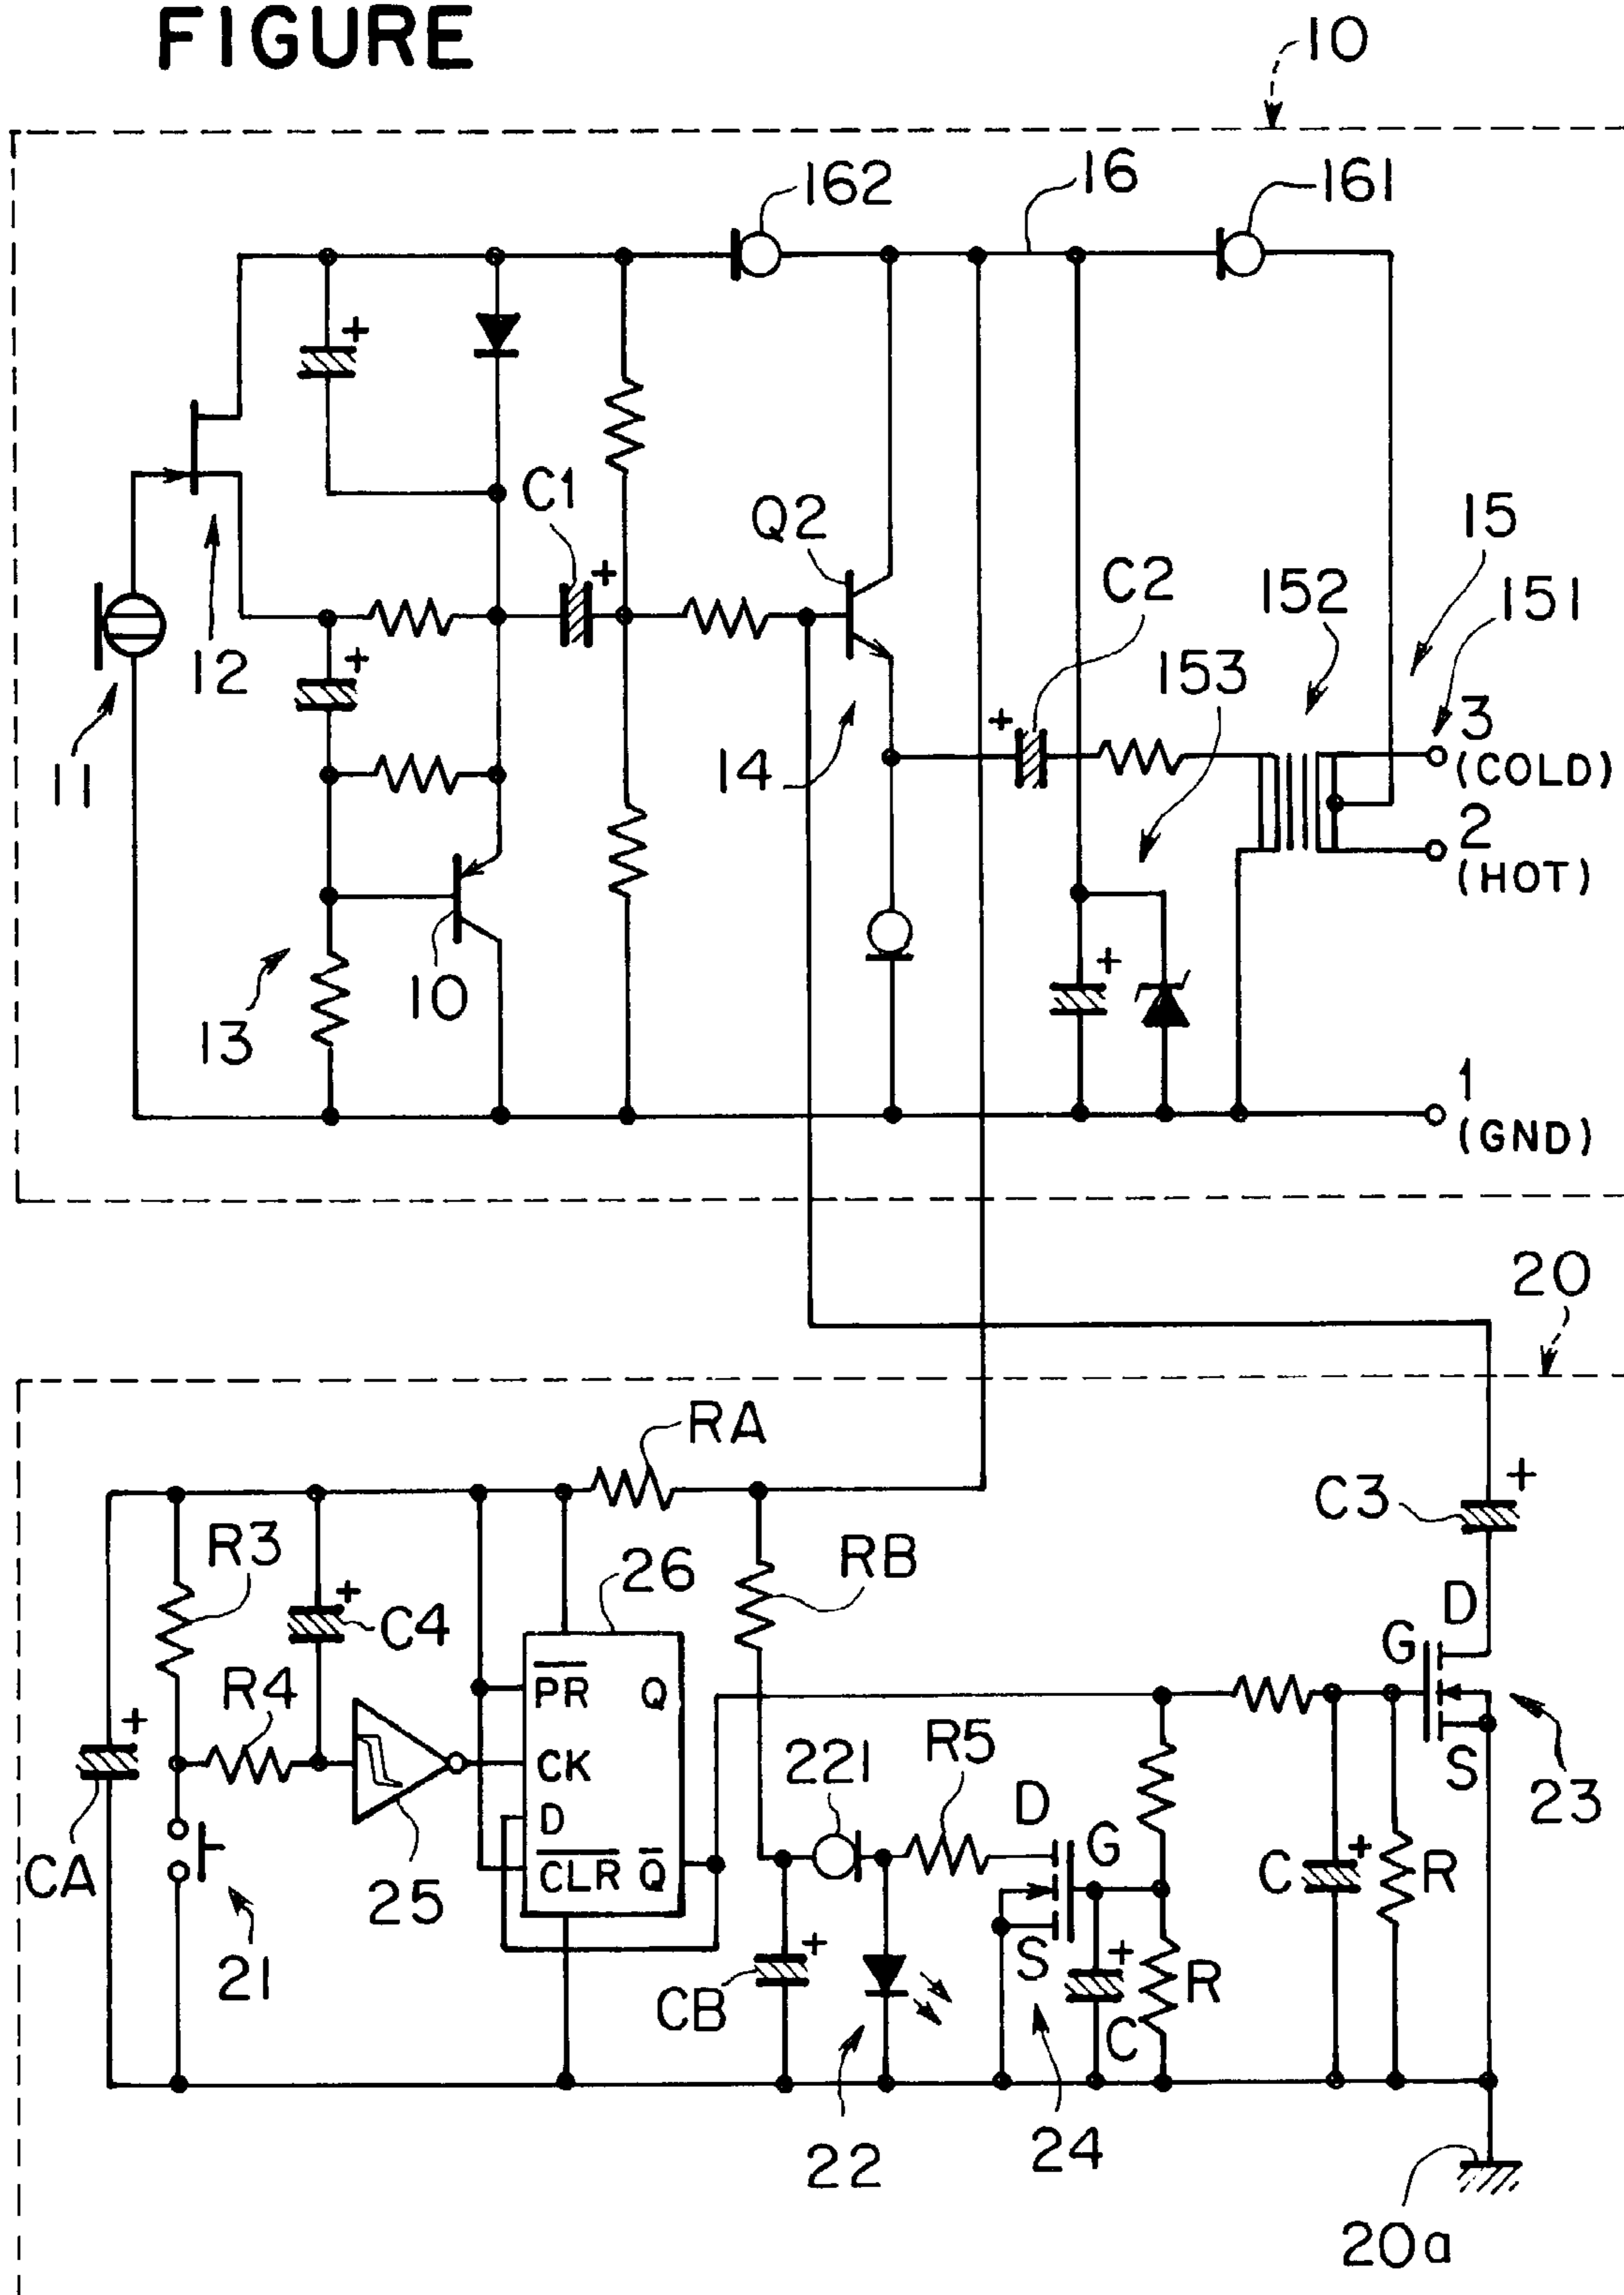 FIGURE
10
162
16
161
+
C1
+
Q2
C2
15
152
151
12
+
153
+
3
(COLD)
11
14
2
(HOT)
10
+
13
1
(GND)
20
RA
+
C3
R3
26
RB
+
C4
D
G
PR Q
R4
+
CK
221
R5
S
23
D
D
G
CLR Q
CA
25
+
C
R
21
+
S
+
R
CB
C
22
24
20a